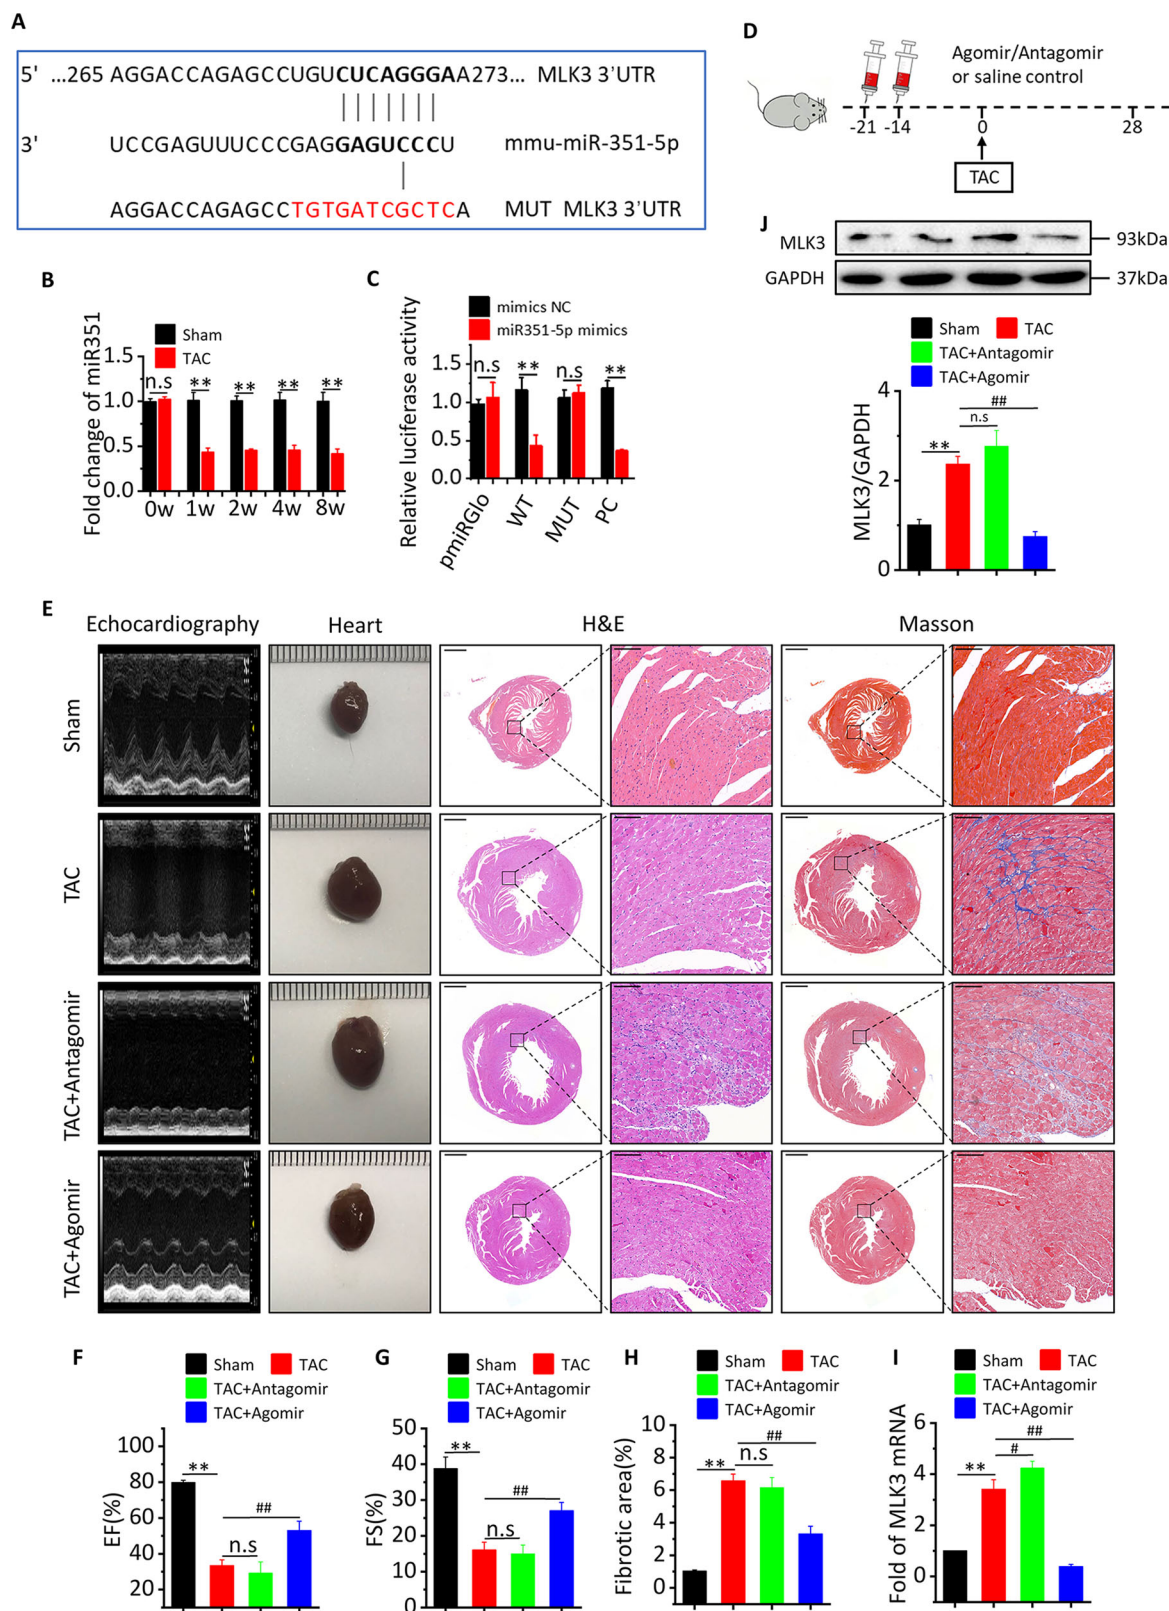 A
5' ...265 AGGACCAGAGCCUGUCUCAGGGAA273... MLK3 3'UTR
3' UCCGAGUUUCCCGAGGAGUCCCU mmu-miR-351-5p
AGGACCAGAGCCTGTGATCGCTCA MUT MLK3 3'UTR
D
Agomir/Antagomir
or saline control
-21 -14 0 28
TAC
J
MLK3 93kDa
GAPDH 37kDa
Sham TAC
TAC+Antagomir
TAC+Agomir
MLK3/GAPDH
4
2
0
** n.s ##
B
Sham
TAC
Fold change of miR351
1.5
1.0
0.5
0.0
n.s ** ** ** **
0w 1w 2w 4w 8w
C
mimics NC
miR351-5p mimics
Relative luciferase activity
1.5
1.0
0.5
0.0
n.s ** n.s **
pmiRGlo WT MUT PC
E
Echocardiography Heart H&E Masson
Sham
TAC
TAC+Antagomir
TAC+Agomir
F
Sham TAC
TAC+Antagomir
TAC+Agomir
EF(%)
100
80
60
40
20
** n.s ##
G
Sham TAC
TAC+Antagomir
TAC+Agomir
FS(%)
50
40
30
20
10
0
** n.s ##
H
Sham TAC
TAC+Antagomir
TAC+Agomir
Fibrotic area(%)
10
8
6
4
2
0
** n.s ##
I
Sham TAC
TAC+Antagomir
TAC+Agomir
Fold of MLK3 mRNA
6
4
2
0
** # ##